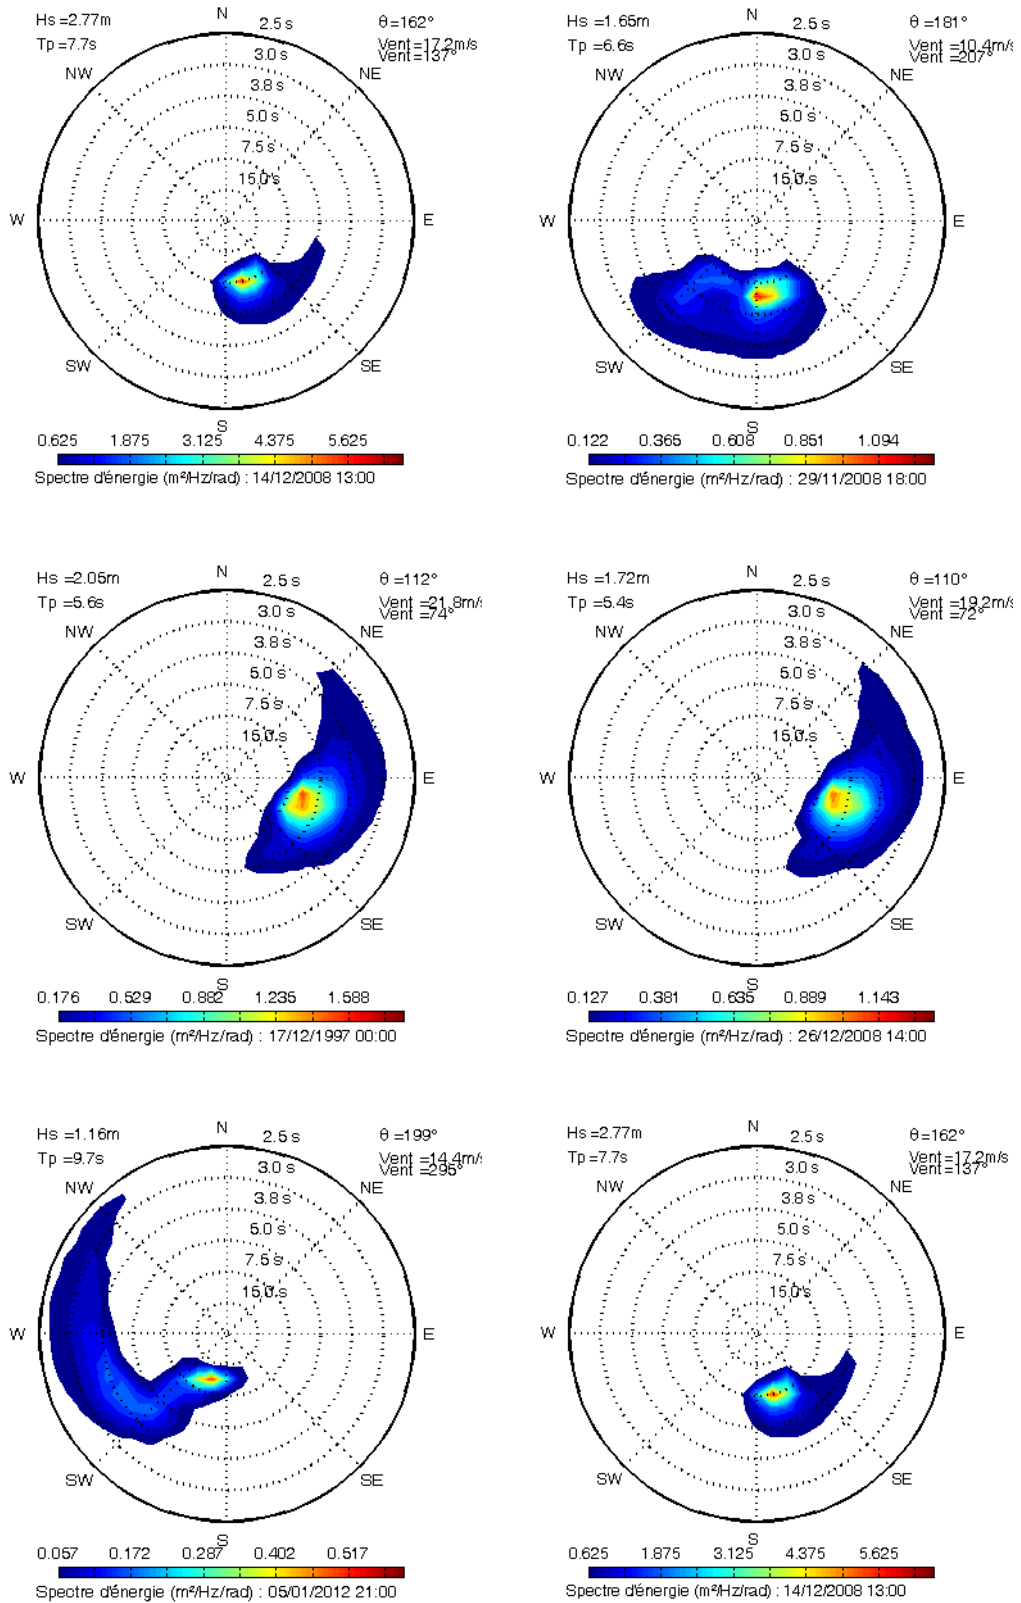 Hs =2.77m
Tp =7.7s
N
2.5 s
θ =162°
Vent =17.2m/s
Vent =137°
3.0 s
NW
NE
3.8 s
5.0 s
7.5 s
15.0 s
W
E
SW
SE
S
0.625 1.875 3.125 4.375 5.625
Spectre d'énergie (m²/Hz/rad) : 14/12/2008 13:00
Hs =1.65m
Tp =6.6s
N
2.5 s
θ =181°
Vent =10.4m/s
Vent =207°
3.0 s
NW
NE
3.8 s
5.0 s
7.5 s
15.0 s
W
E
SW
SE
S
0.122 0.365 0.608 0.851 1.094
Spectre d'énergie (m²/Hz/rad) : 29/11/2008 18:00
Hs =2.05m
Tp =5.6s
N
2.5 s
θ =112°
Vent =21.8m/s
Vent =74°
3.0 s
NW
NE
3.8 s
5.0 s
7.5 s
15.0 s
W
E
SW
SE
S
0.176 0.529 0.882 1.235 1.588
Spectre d'énergie (m²/Hz/rad) : 17/12/1997 00:00
Hs =1.72m
Tp =5.4s
N
2.5 s
θ =110°
Vent =19.2m/s
Vent =72°
3.0 s
NW
NE
3.8 s
5.0 s
7.5 s
15.0 s
W
E
SW
SE
S
0.127 0.381 0.635 0.889 1.143
Spectre d'énergie (m²/Hz/rad) : 26/12/2008 14:00
Hs =1.16m
Tp =9.7s
N
2.5 s
θ =199°
Vent =14.4m/s
Vent =295°
3.0 s
NW
NE
3.8 s
5.0 s
7.5 s
15.0 s
W
E
SW
SE
S
0.057 0.172 0.287 0.402 0.517
Spectre d'énergie (m²/Hz/rad) : 05/01/2012 21:00
Hs =2.77m
Tp =7.7s
N
2.5 s
θ =162°
Vent =17.2m/s
Vent =137°
3.0 s
NW
NE
3.8 s
5.0 s
7.5 s
15.0 s
W
E
SW
SE
S
0.625 1.875 3.125 4.375 5.625
Spectre d'énergie (m²/Hz/rad) : 14/12/2008 13:00